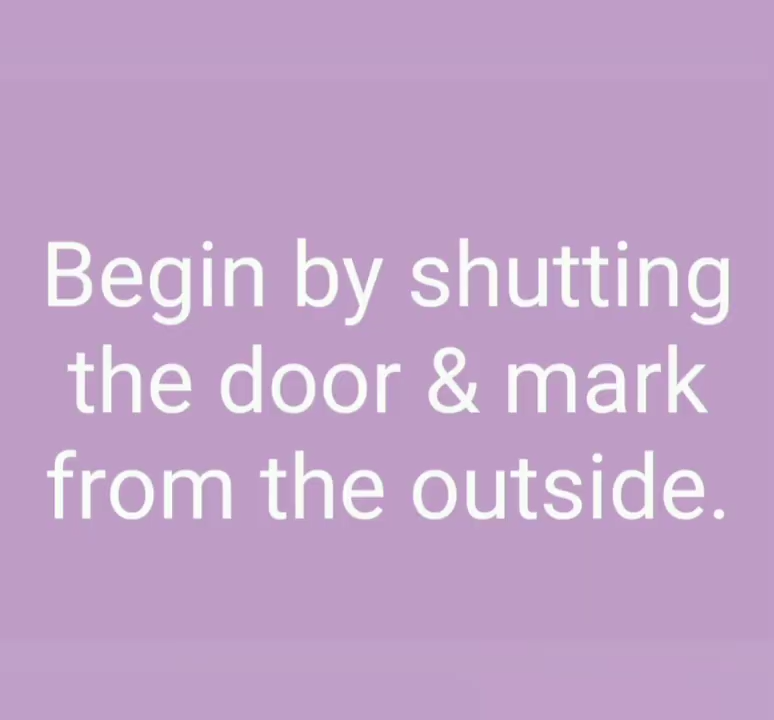 Begin by shutting
the door & mark
from the outside.